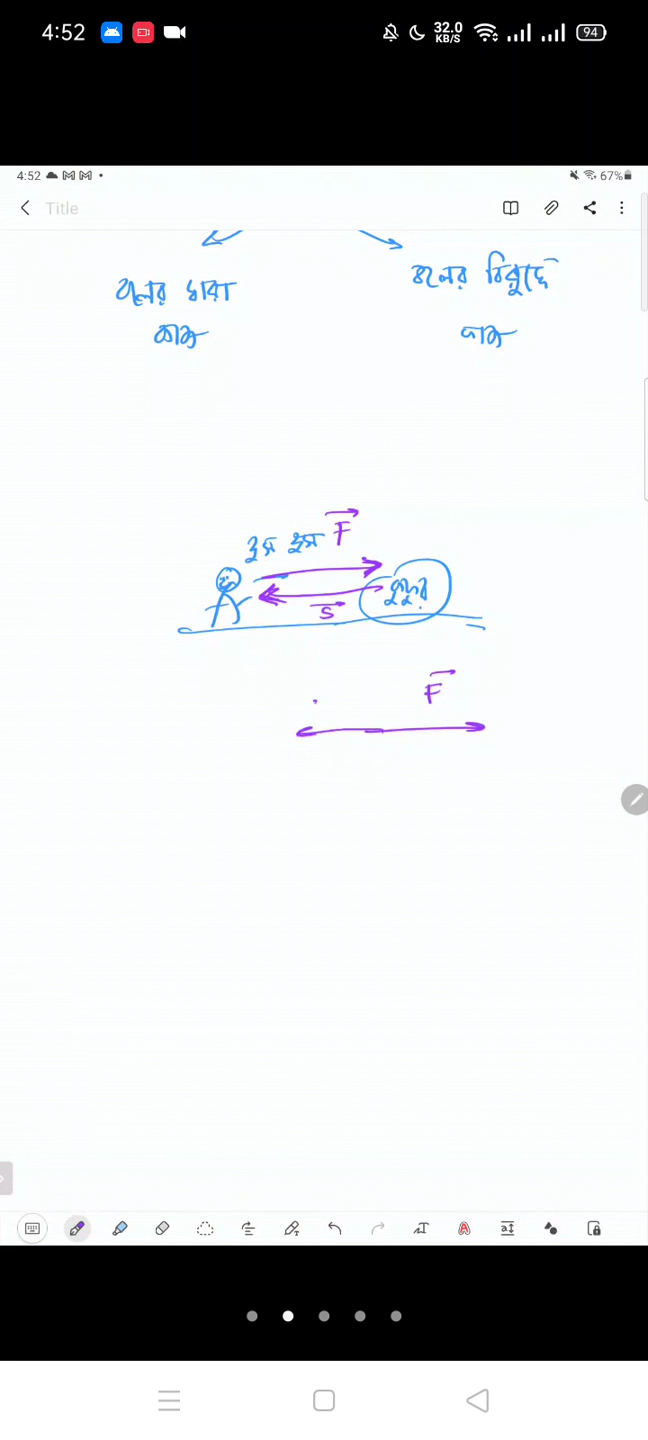 4:52
32.0
KB/S
94
4:52
67%
Title
বলের দ্বারা
কাজ
বলের বিরুদ্ধে
কাজ
হুস হুস F
কুকুর
S
F